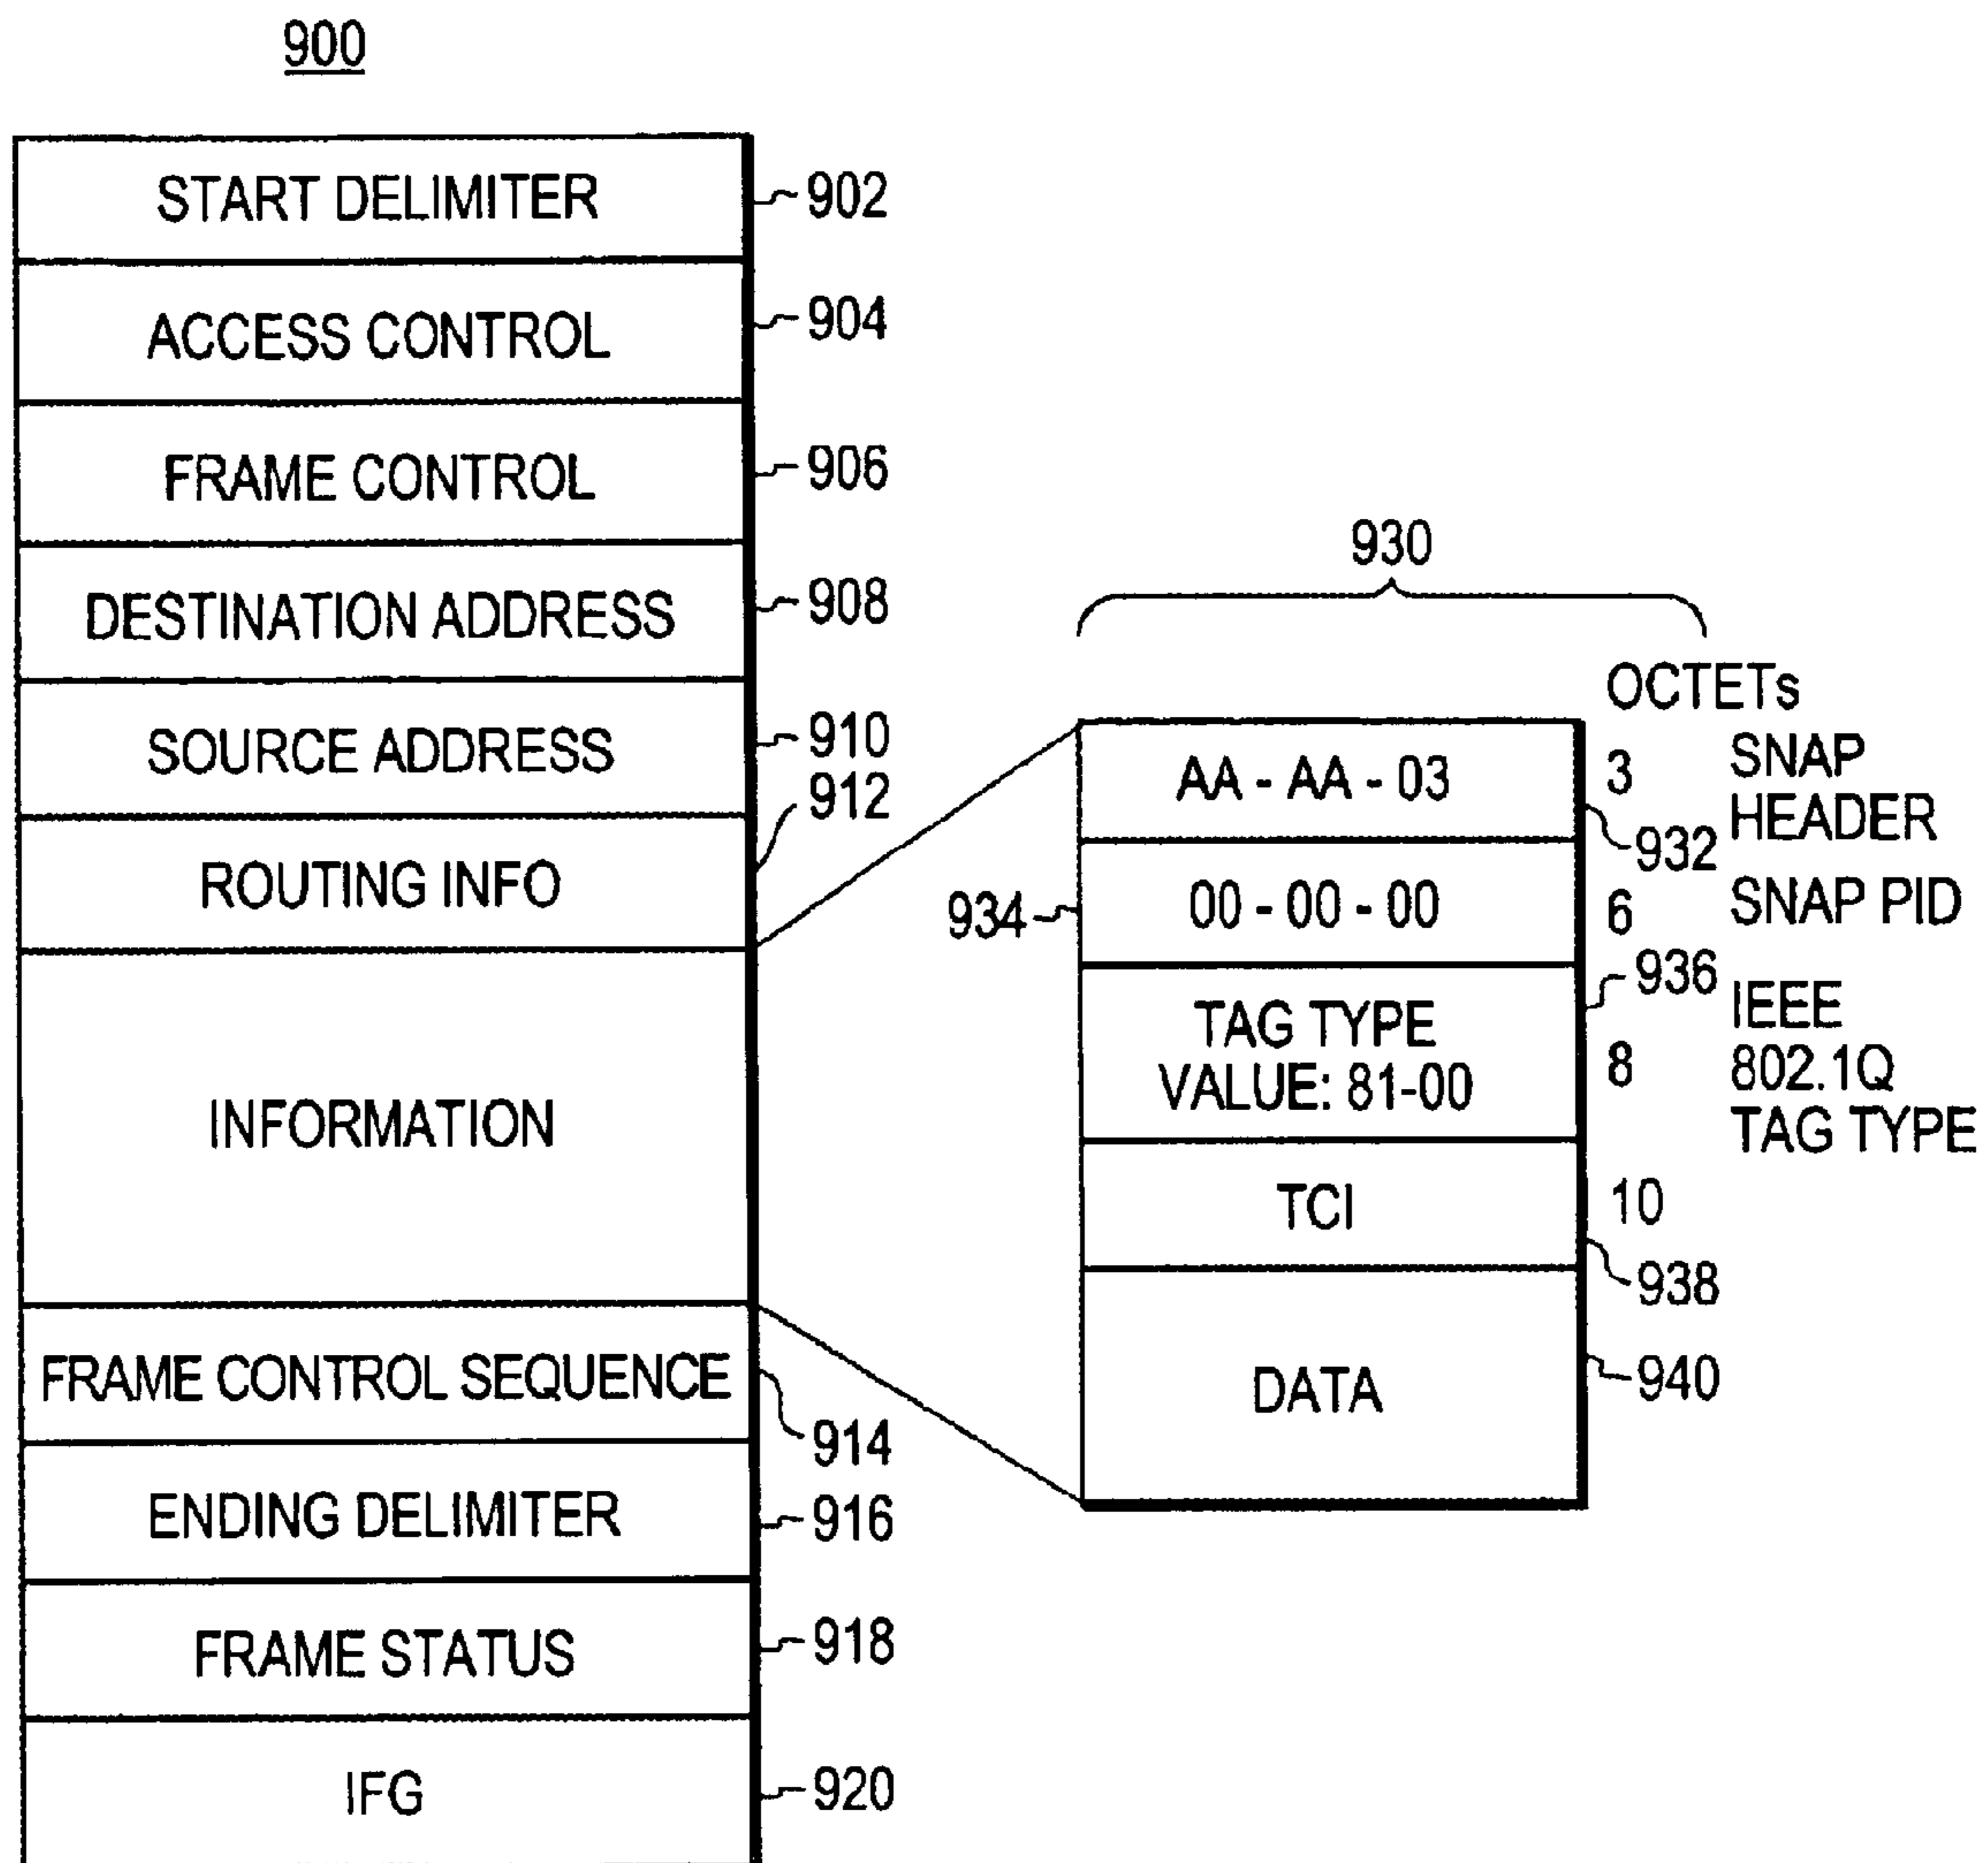 900
START DELIMITER
902
ACCESS CONTROL
904
FRAME CONTROL
906
DESTINATION ADDRESS
908
SOURCE ADDRESS
910
912
ROUTING INFO
INFORMATION
FRAME CONTROL SEQUENCE
914
ENDING DELIMITER
916
FRAME STATUS
918
IFG
920
930
OCTETs
AA - AA - 03
3
SNAP
HEADER
932
934
00 - 00 - 00
6
SNAP PID
936
TAG TYPE
VALUE: 81-00
8
IEEE
802.1Q
TAG TYPE
TCI
10
938
DATA
940